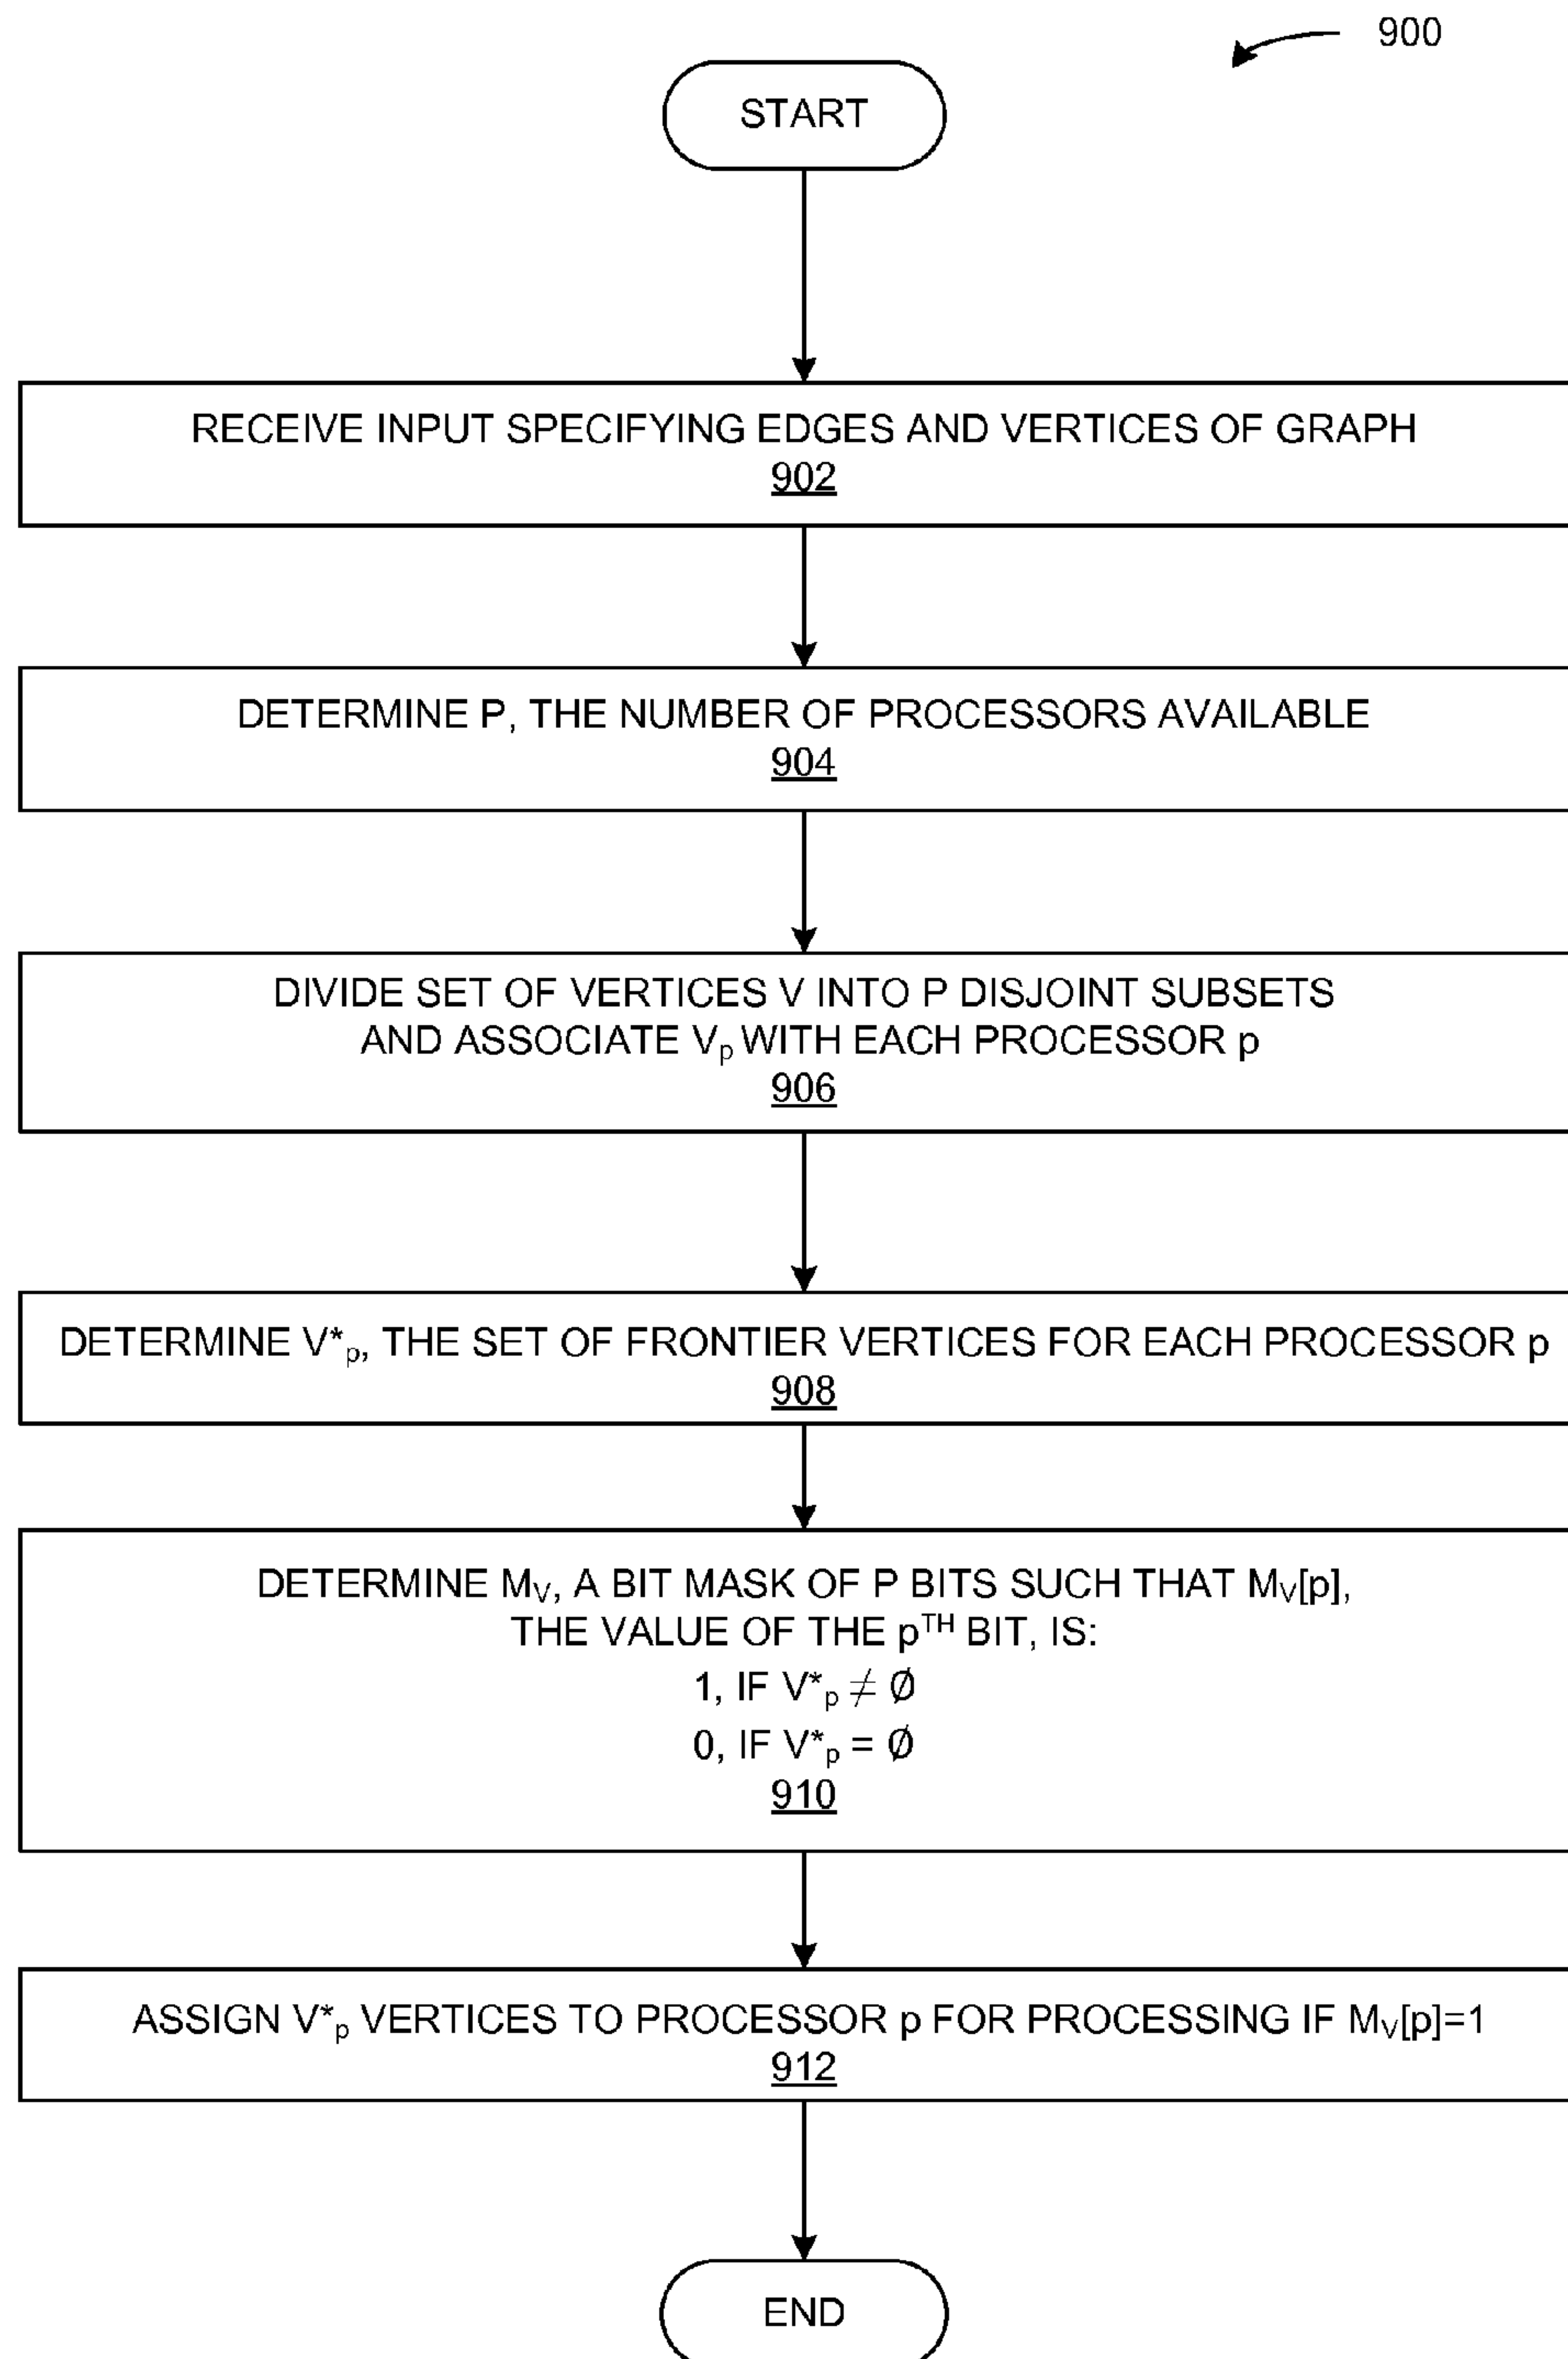 900
START
RECEIVE INPUT SPECIFYING EDGES AND VERTICES OF GRAPH
902
DETERMINE P, THE NUMBER OF PROCESSORS AVAILABLE
904
DIVIDE SET OF VERTICES V INTO P DISJOINT SUBSETS
AND ASSOCIATE Vp WITH EACH PROCESSOR p
906
DETERMINE V*p, THE SET OF FRONTIER VERTICES FOR EACH PROCESSOR p
908
DETERMINE MV, A BIT MASK OF P BITS SUCH THAT MV[p],
THE VALUE OF THE pTH BIT, IS:
1, IF V*p ≠ Ø
0, IF V*p = Ø
910
ASSIGN V*p VERTICES TO PROCESSOR p FOR PROCESSING IF MV[p]=1
912
END